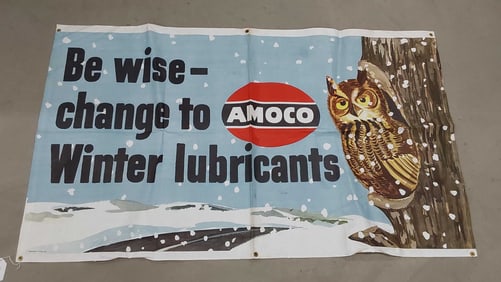 Be wise-
change to AMOCO
Winter lubricants